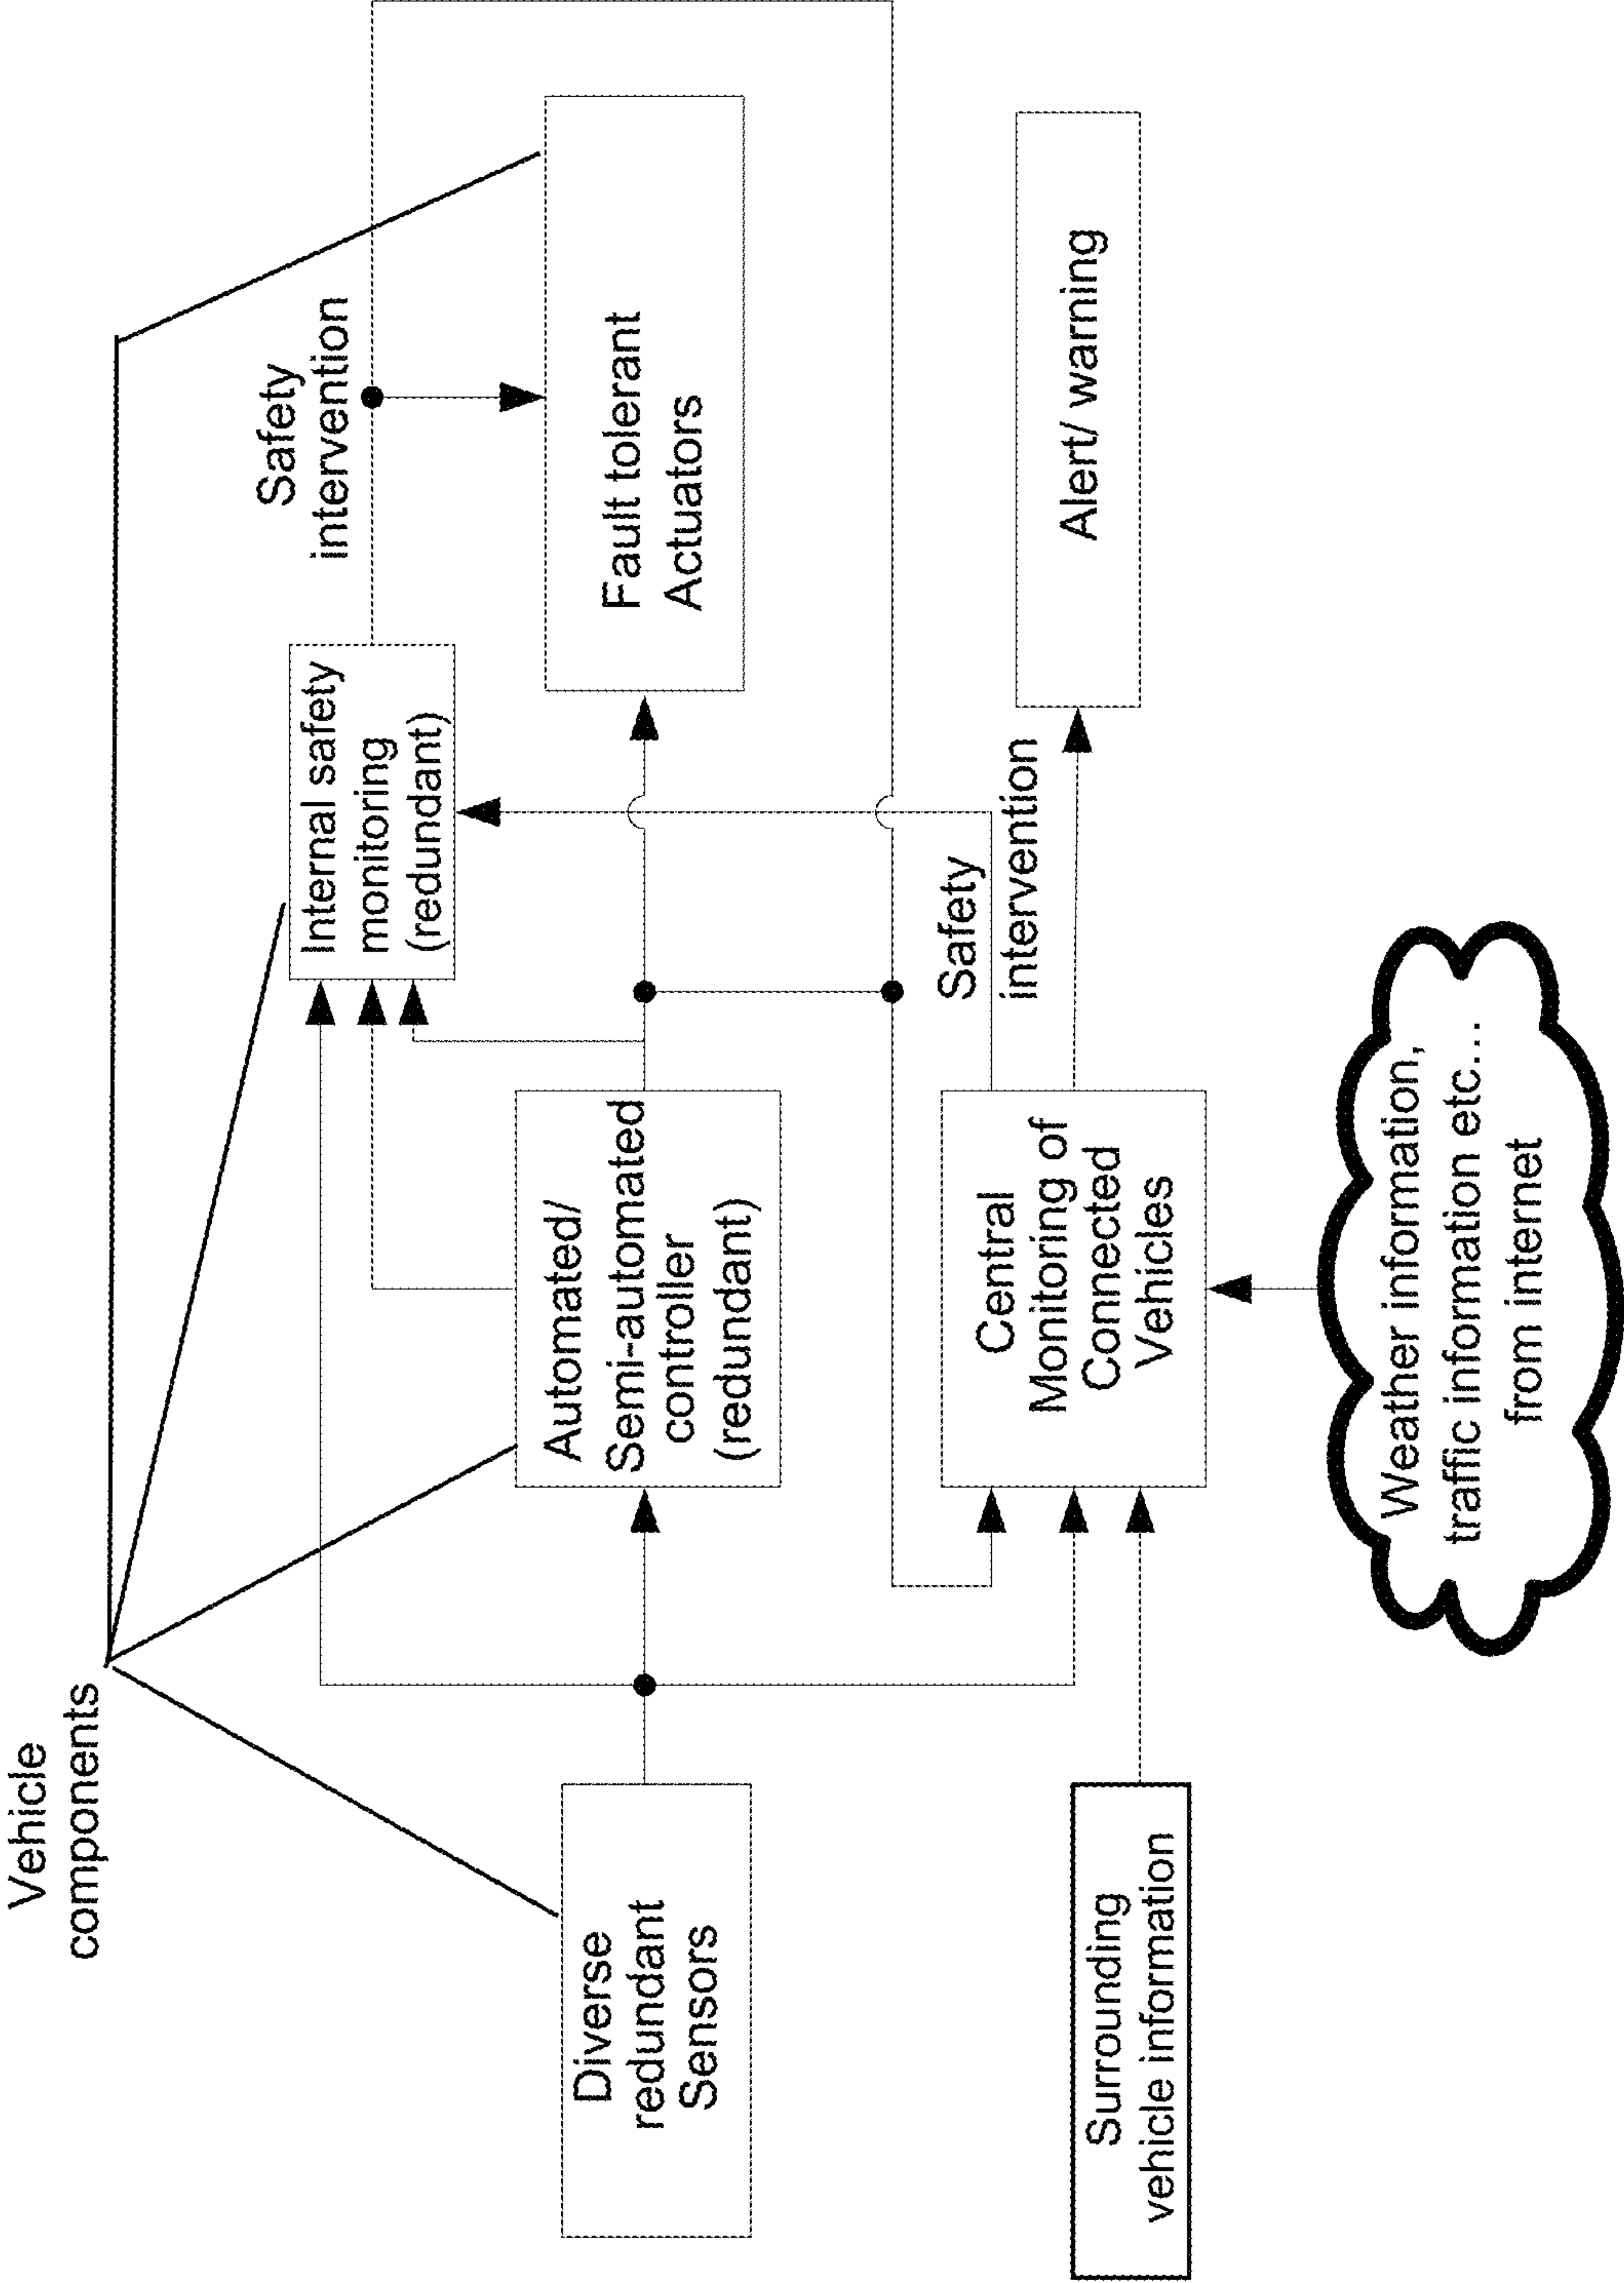 Vehicle
components
Diverse
redundant
Sensors
Surrounding
vehicle information
Automated/
Semi-automated
controller
(redundant)
Central
Monitoring of
Connected
Vehicles
Weather information,
traffic information etc...
from internet
Internal safety
monitoring
(redundant)
Safety
intervention
Safety
intervention
Fault tolerant
Actuators
Alert/ warning